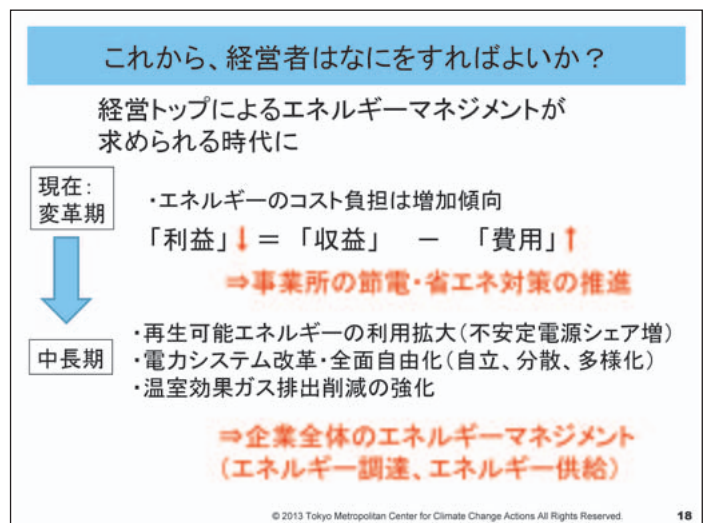 これから、経営者はなにをすればよいか？
経営トップによるエネルギーマネジメントが
求められる時代に
現在：
変革期
・エネルギーのコスト負担は増加傾向
「利益」↓＝「収益」　－　「費用」↑
⇒事業所の節電・省エネ対策の推進
中長期
・再生可能エネルギーの利用拡大（不安定電源シェア増）
・電力システム改革・全面自由化（自立、分散、多様化）
・温室効果ガス排出削減の強化
⇒企業全体のエネルギーマネジメント
（エネルギー調達、エネルギー供給）
© 2013 Tokyo Metropolitan Center for Climate Change Actions All Rights Reserved.
18